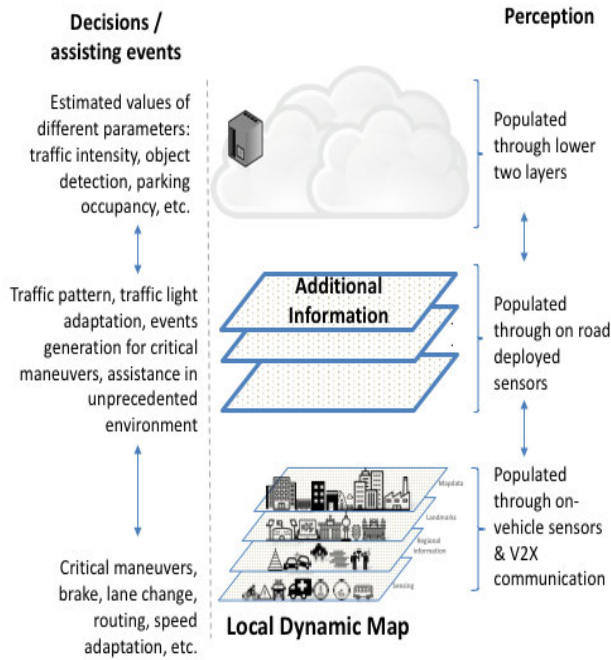 Decisions /
assisting events
Estimated values of
different parameters:
traffic intensity, object
detection, parking
occupancy, etc.
Traffic pattern, traffic light
adaptation, events
generation for critical
maneuvers, assistance in
unprecedented
environment
Critical maneuvers,
brake, lane change,
routing, speed
adaptation, etc.
Additional
Information
Mapdata
Landmarks
Regional
Information
Sensing
Local Dynamic Map
Perception
Populated
through lower
two layers
Populated
through on road
deployed
sensors
Populated
through on-
vehicle sensors
& V2X
communication